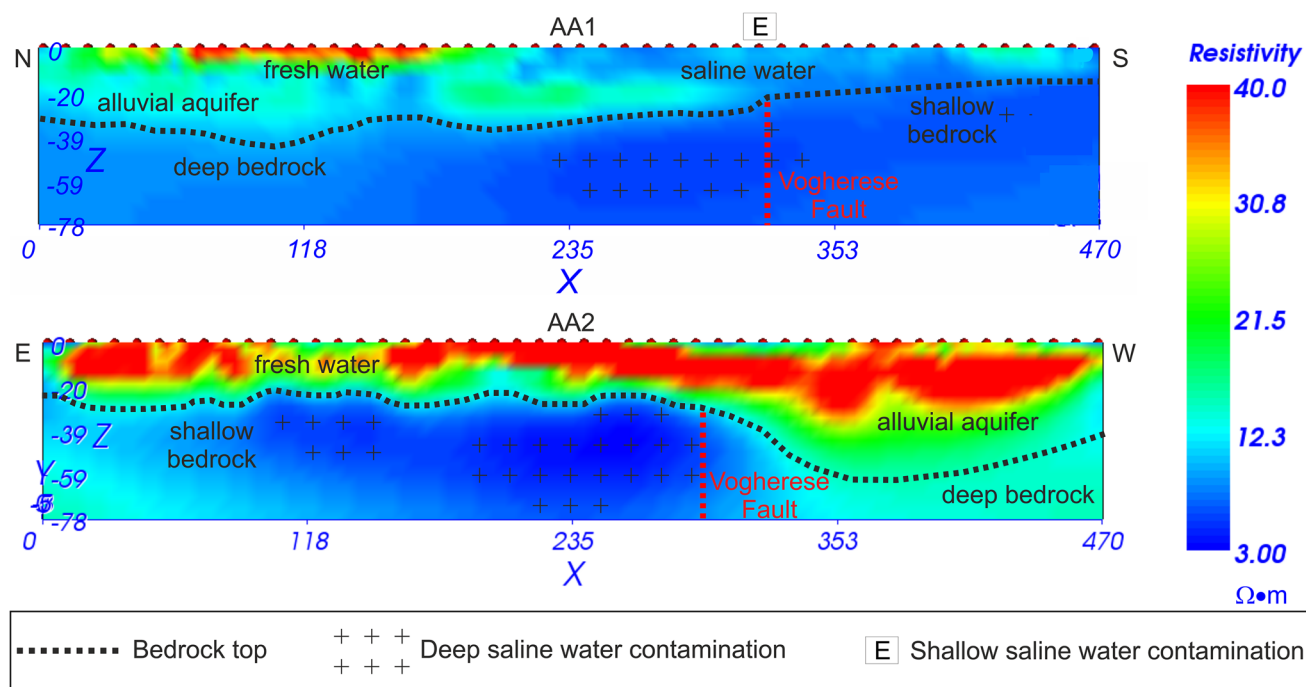 AA1
E
N
S
0
-20
-39
-59
-78
Z
fresh water
saline water
alluvial aquifer
shallow
bedrock
deep bedrock
Vogherese
Fault
0
118
235
353
470
X
AA2
E
W
0
-20
-39
-59
-78
Z
Y
fresh water
alluvial aquifer
shallow
bedrock
Vogherese
Fault
deep bedrock
0
118
235
353
470
X
Resistivity
40.0
30.8
21.5
12.3
3.00
Ω•m
Bedrock top
Deep saline water contamination
E
Shallow saline water contamination